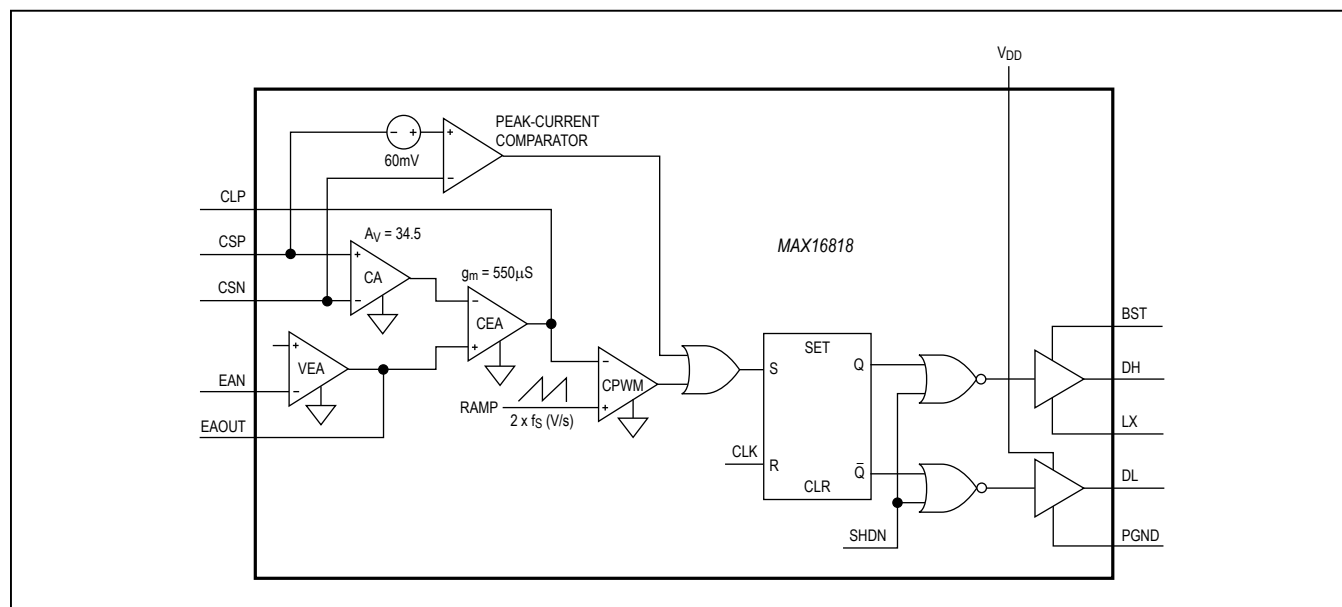 VDD
PEAK-CURRENT
COMPARATOR
- +
60mV
+
-
CLP
AV = 34.5
MAX16818
CSP
+
CA
gm = 550µS
CSN
-
-
CEA
+
BST
SET
+
VEA
-
-
CPWM
+
S
Q
DH
EAN
RAMP
2 x fS (V/s)
LX
EAOUT
CLK
R
Q̅
CLR
DL
SHDN
PGND